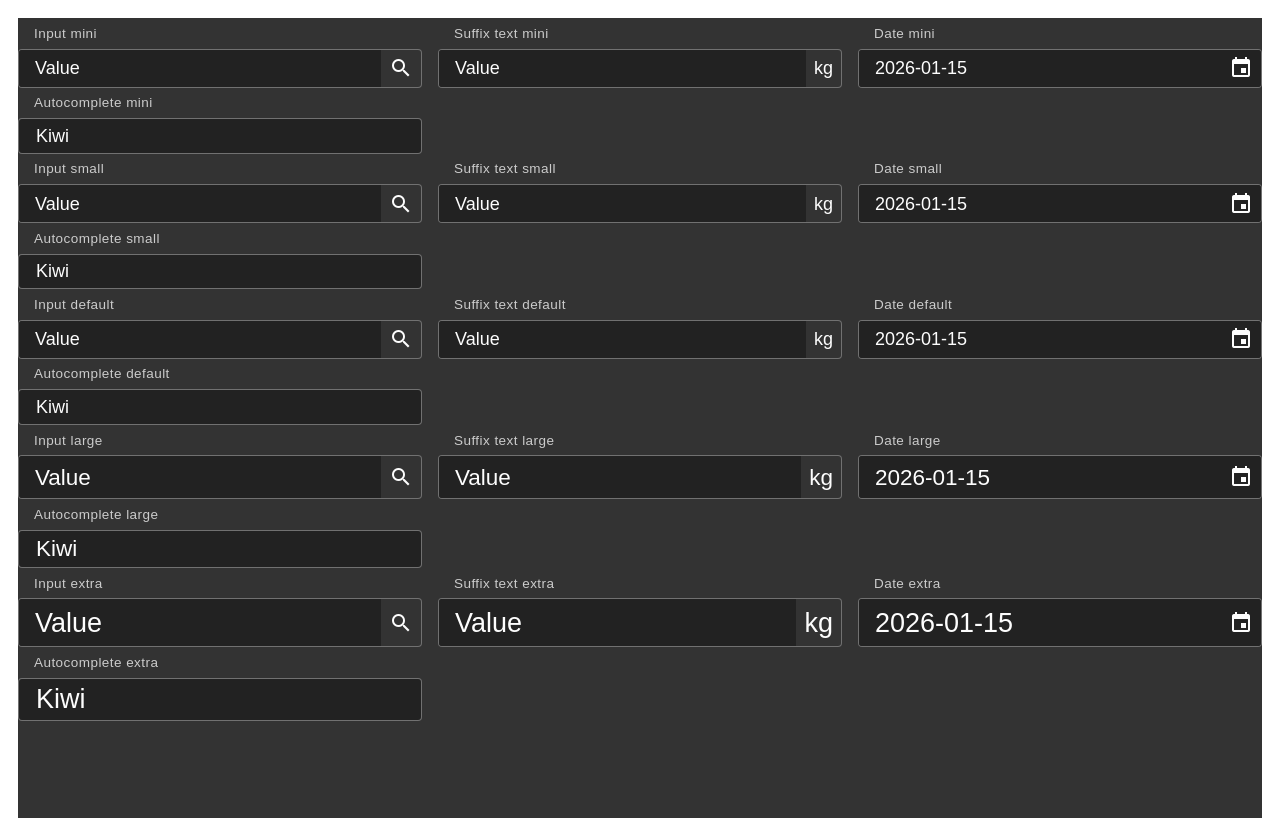 Input mini Suffix text mini Date mini
Value kg Value 2026-01-15
Autocomplete mini
Kiwi
Input small Suffix text small Date small
Value Value kg 2026-01-15
Autocomplete small
Kiwi
Input default Suffix text default Date default
Value Value kg 2026-01-15
Autocomplete default
Kiwi
Input large Suffix text large Date large
Value Value kg 2026-01-15
Autocomplete large
Kiwi
Input extra Suffix text extra Date extra
Value Value kg 2026-01-15
Autocomplete extra
Kiwi